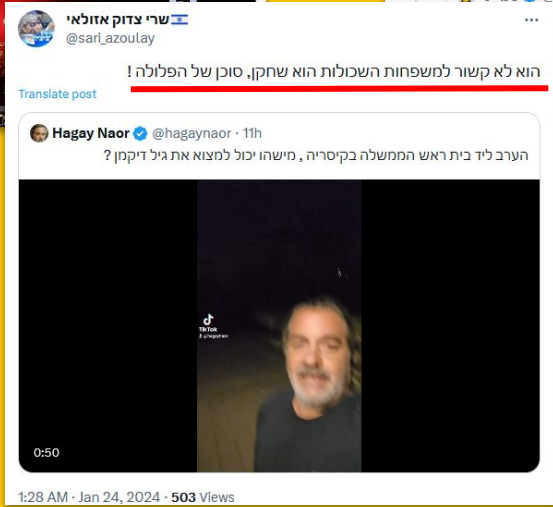 שרי צדוק אזולאי
@sari_azoulay
הוא לא קשור למשפחות השכולות הוא שחקן, סוכן של הפלולה !
Translate post
Hagay Naor @hagaynaor · 11h
הערב ליד בית ראש הממשלה בקיסריה , מישהו יכול למצוא את גיל דיקמן ?
TikTok
@hagaynaor
0:50
1:28 AM · Jan 24, 2024 · 503 Views